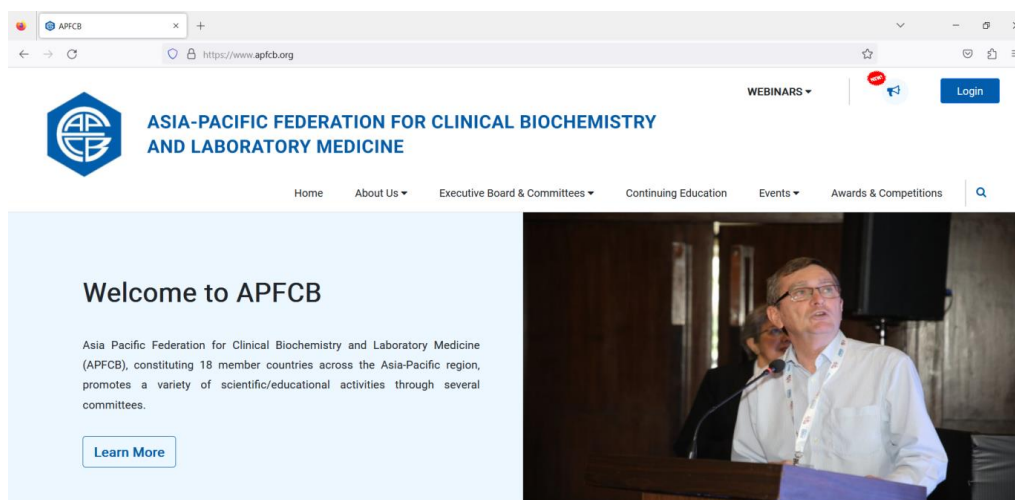 APFCB
https://www.apfcb.org
WEBINARS
NEW!
Login
APFCB
ASIA-PACIFIC FEDERATION FOR CLINICAL BIOCHEMISTRY
AND LABORATORY MEDICINE
Home About Us Executive Board & Committees Continuing Education Events Awards & Competitions
Welcome to APFCB
Asia Pacific Federation for Clinical Biochemistry and Laboratory Medicine
(APFCB), constituting 18 member countries across the Asia-Pacific region,
promotes a variety of scientific/educational activities through several
committees.
Learn More